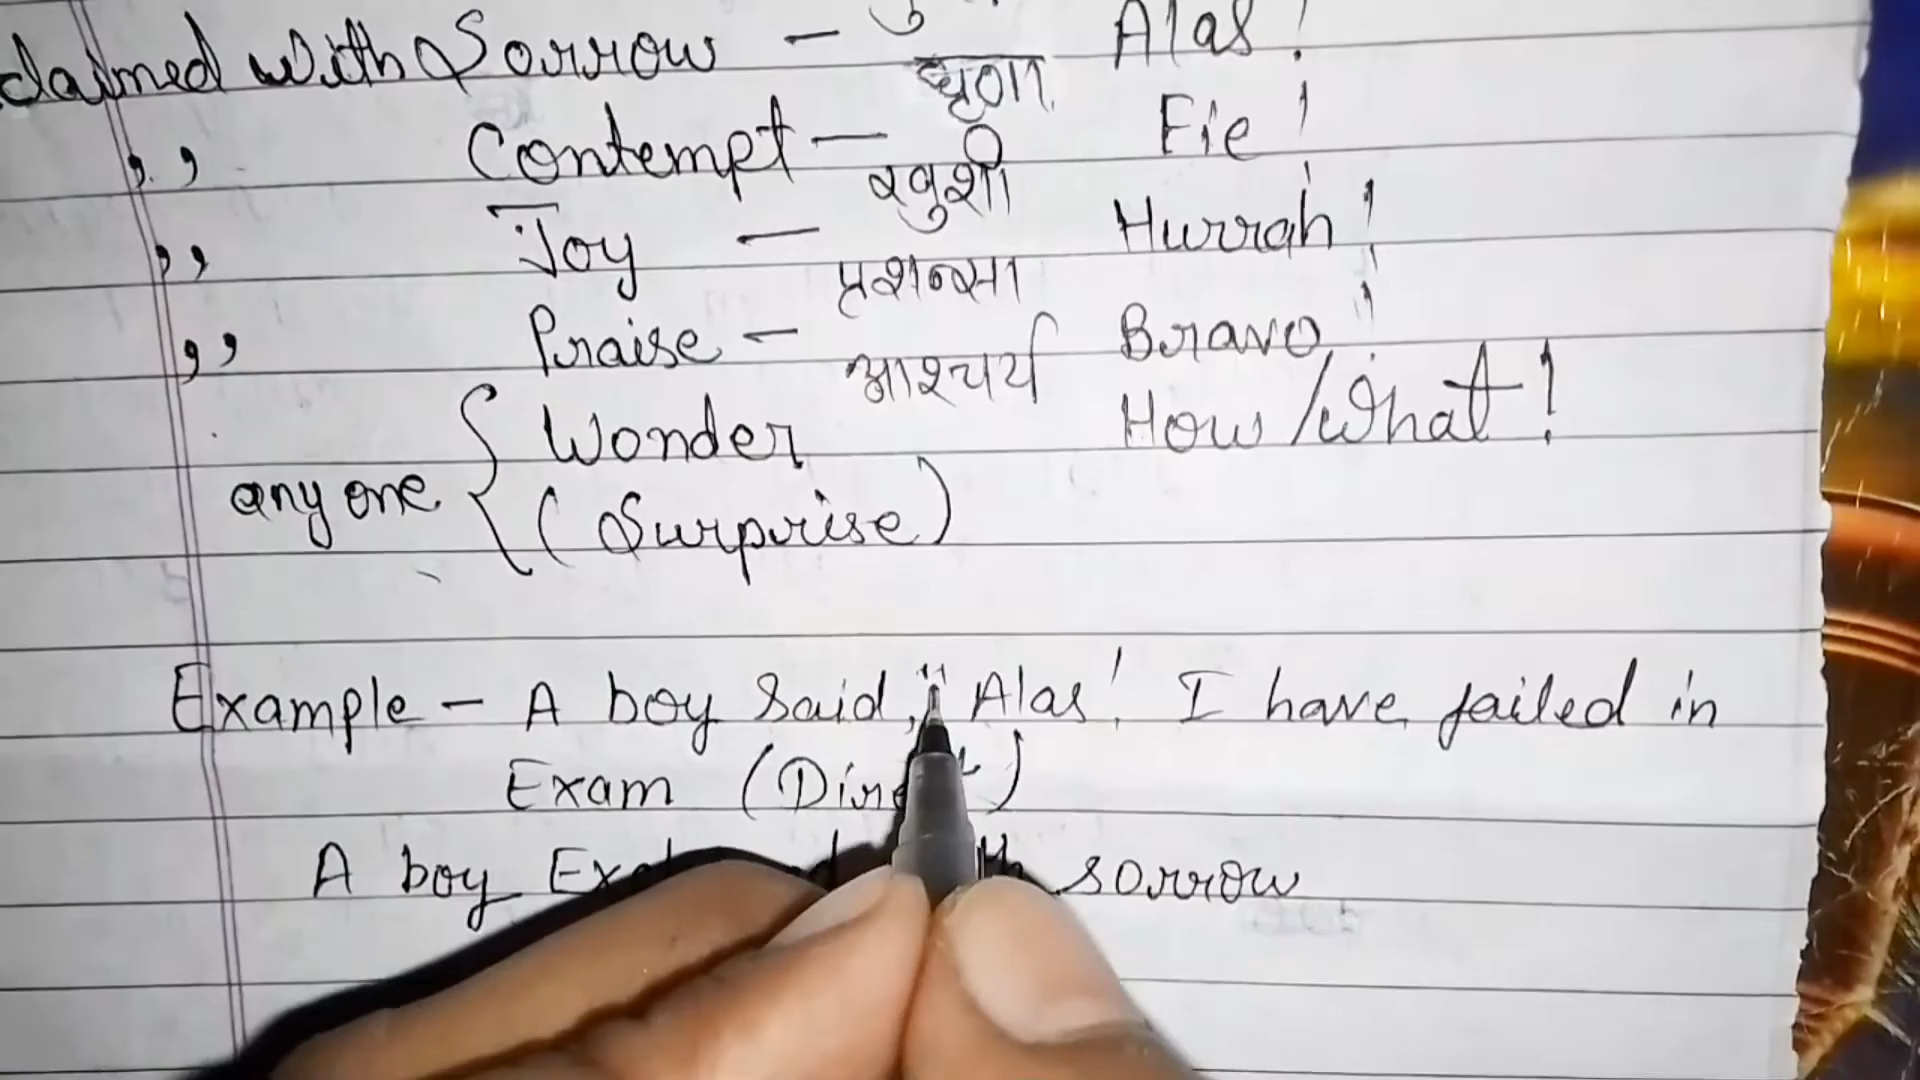 claimed with Sorrow – Alas!
,, Contempt – घृणा Fie!
,, Joy – खुशी Hurrah!
,, Praise – प्रशन्सा Bravo!
Wonder आश्चर्य How/What!
any one { (Surprise)
Example – A boy said, "Alas! I have failed in
Exam (Direct)
A boy sorrow